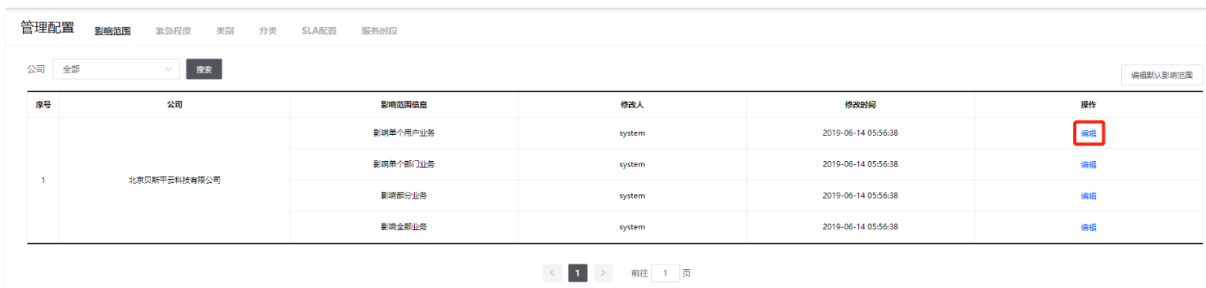 管理配置 影响范围 紧急程度 类别 分类 SLA配置 服务时段
公司 全部 搜索
编辑默认影响范围
序号 公司 影响范围信息 修改人 修改时间 操作
影响单个用户业务 system 2019-06-14 05:56:38 编辑
影响单个部门业务 system 2019-06-14 05:56:38 编辑
1 北京贝斯平云科技有限公司
影响部分业务 system 2019-06-14 05:56:38 编辑
影响全部业务 system 2019-06-14 05:56:38 编辑
< 1 > 前往 1 页